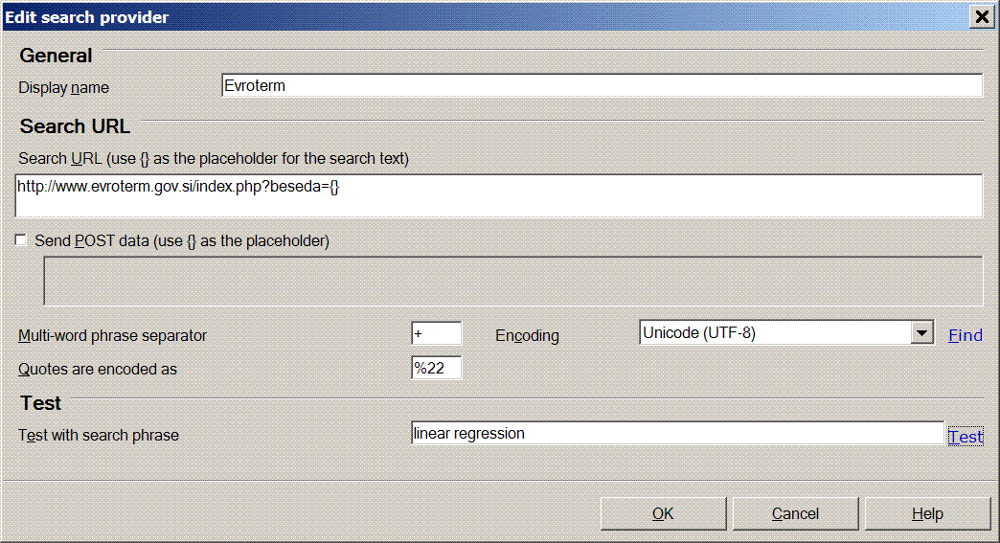 Edit search provider
General
Display name Evroterm
Search URL
Search URL (use {} as the placeholder for the search text)
http://www.evroterm.gov.si/index.php?beseda={}
Send POST data (use {} as the placeholder)
Multi-word phrase separator + Encoding Unicode (UTF-8) Find
Quotes are encoded as %22
Test
Test with search phrase linear regression Test
OK Cancel Help